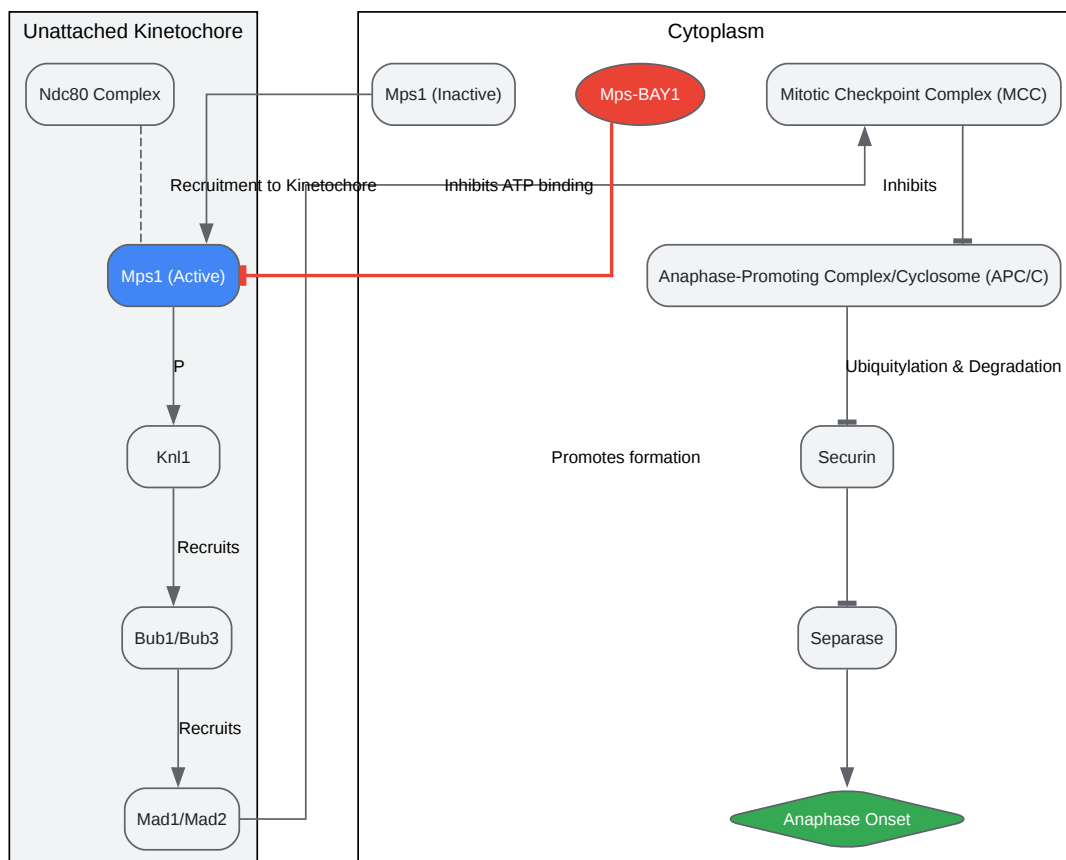 Unattached Kinetochore
Cytoplasm
Ndc80 Complex
Mps1 (Inactive)
Mps-BAY1
Mitotic Checkpoint Complex (MCC)
Recruitment to Kinetochore
Inhibits ATP binding
Inhibits
Mps1 (Active)
Anaphase-Promoting Complex/Cyclosome (APC/C)
P
Ubiquitylation & Degradation
Knl1
Promotes formation
Securin
Recruits
Bub1/Bub3
Separase
Recruits
Mad1/Mad2
Anaphase Onset